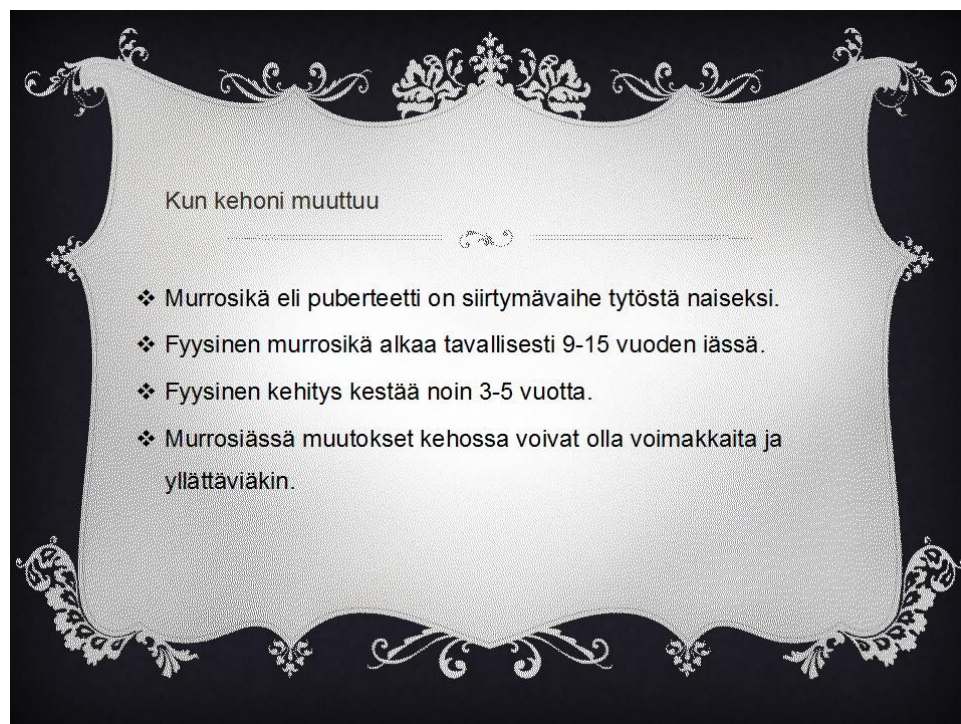 Kun kehoni muuttuu
❖ Murrosikä eli puberteetti on siirtymävaihe tytöstä naiseksi.
❖ Fyysinen murrosikä alkaa tavallisesti 9-15 vuoden iässä.
❖ Fyysinen kehitys kestää noin 3-5 vuotta.
❖ Murrosiässä muutokset kehossa voivat olla voimakkaita ja
yllättäviäkin.